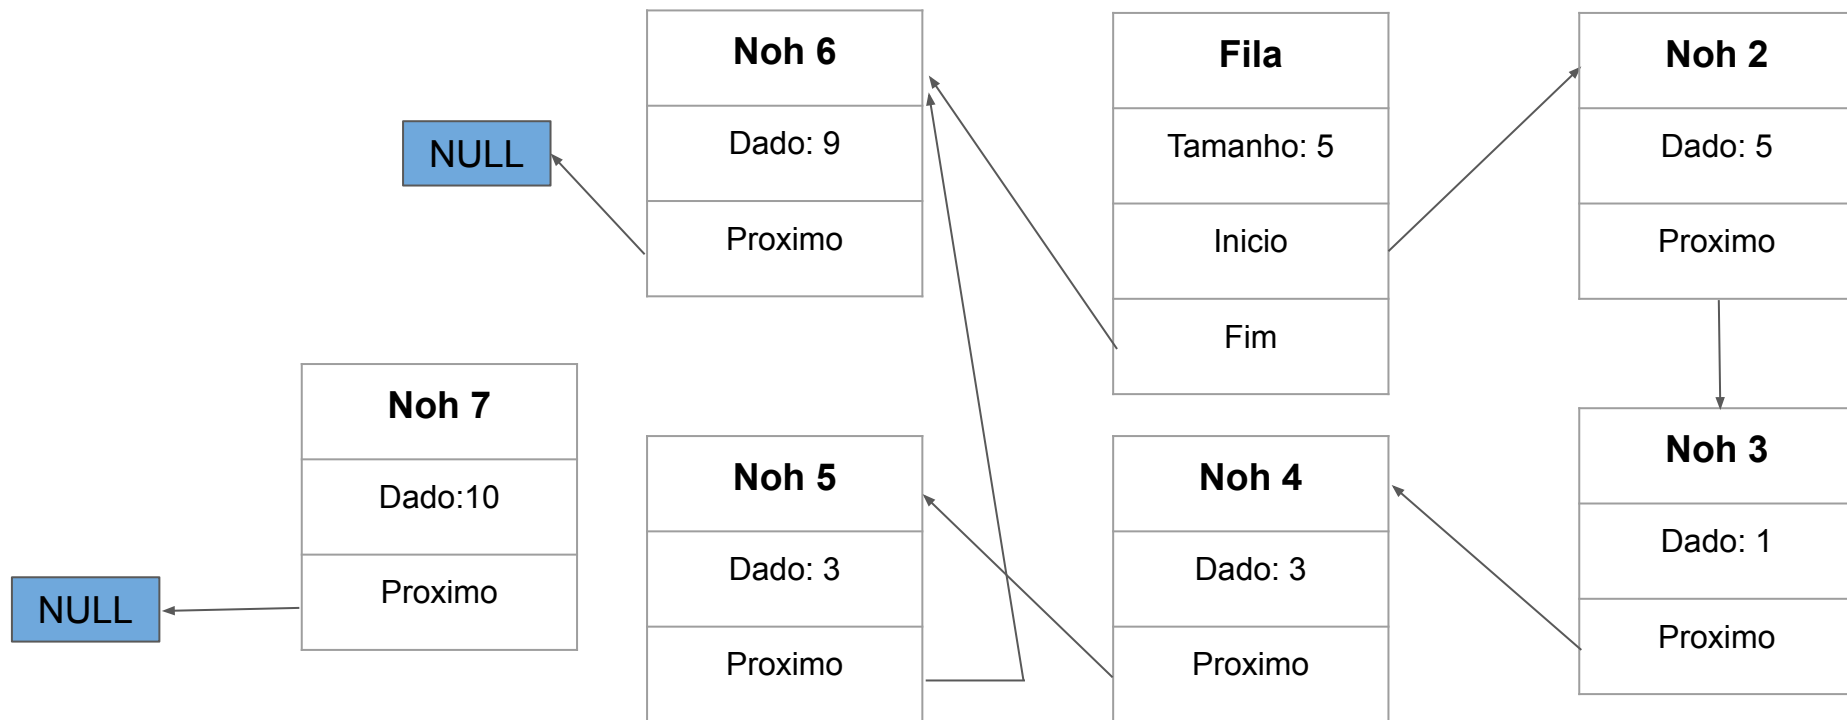 Noh 6
Dado: 9
Proximo
NULL
Fila
Tamanho: 5
Inicio
Fim
Noh 2
Dado: 5
Proximo
Noh 7
Dado:10
Proximo
NULL
Noh 5
Dado: 3
Proximo
Noh 4
Dado: 3
Proximo
Noh 3
Dado: 1
Proximo